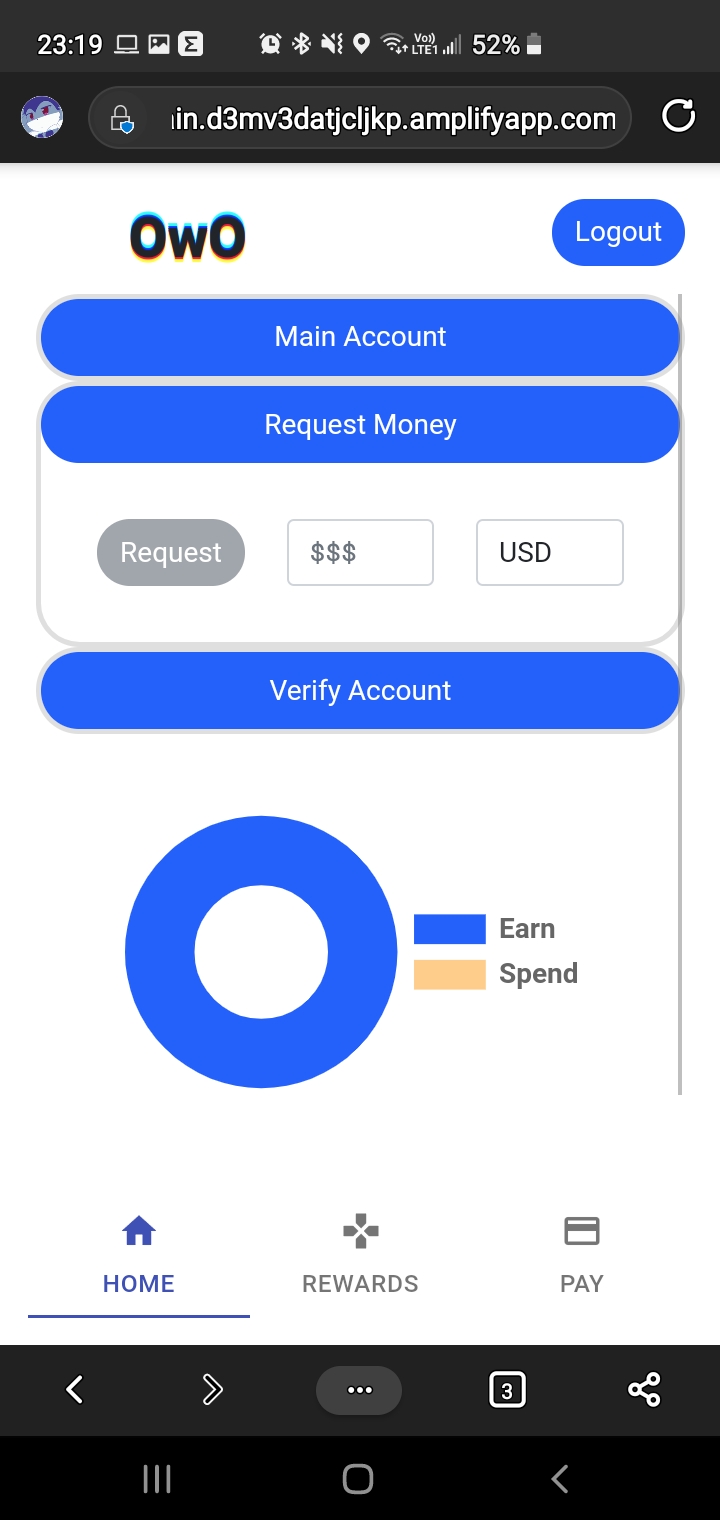 23:19 Vo)) LTE1 52%
in.d3mv3datjcljkp.amplifyapp.com
OwO
Logout
Main Account
Request Money
Request $$$ USD
Verify Account
Earn
Spend
HOME REWARDS PAY
3